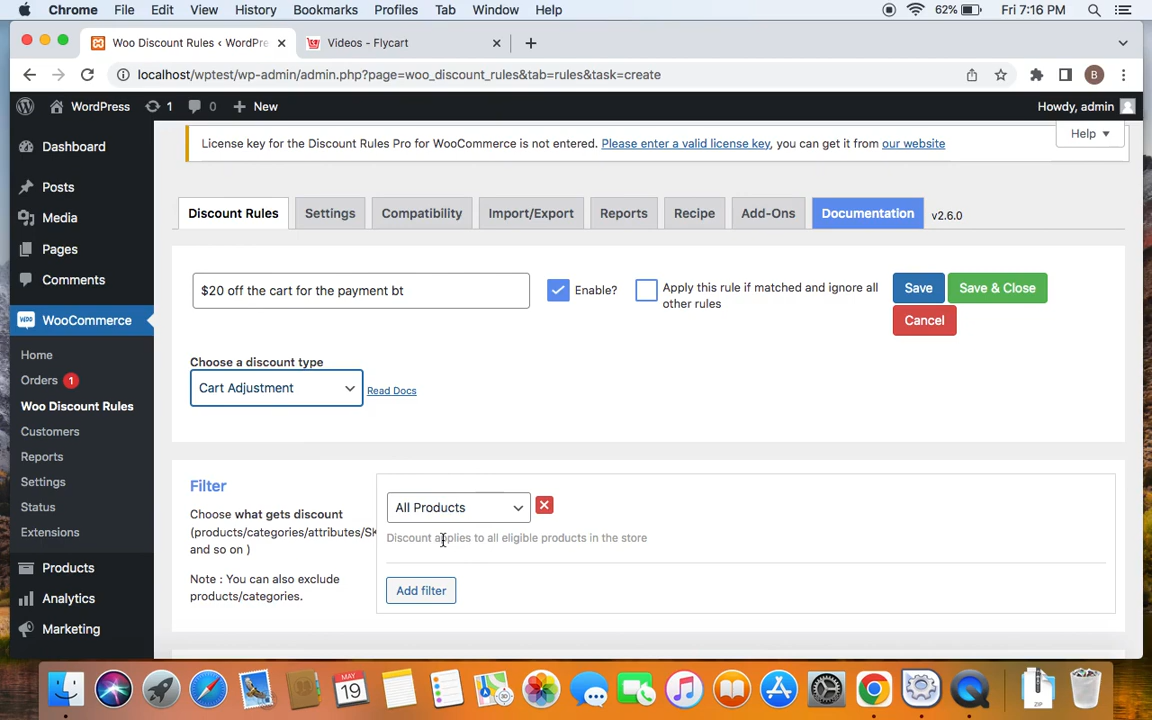 Chrome File Edit View History Bookmarks Profiles Tab Window Help 62% Fri 7:16 PM
Woo Discount Rules ‹ WordPre Videos - Flycart
localhost/wptest/wp-admin/admin.php?page=woo_discount_rules&tab=rules&task=create B
WordPress 1 0 New Howdy, admin
Help
License key for the Discount Rules Pro for WooCommerce is not entered. Please enter a valid license key, you can get it from our website
Dashboard
Posts
Media
Pages
Comments
WooCommerce
Home
Orders 1
Woo Discount Rules
Customers
Reports
Settings
Status
Extensions
Products
Analytics
Marketing
Discount Rules Settings Compatibility Import/Export Reports Recipe Add-Ons Documentation v2.6.0
$20 off the cart for the payment bt Enable? Apply this rule if matched and ignore all
other rules
Save Save & Close
Cancel
Choose a discount type
Cart Adjustment Read Docs
Filter
Choose what gets discount
(products/categories/attributes/SK
and so on )
Note : You can also exclude
products/categories.
All Products
Discount applies to all eligible products in the store
Add filter
MAY
19
ZIP